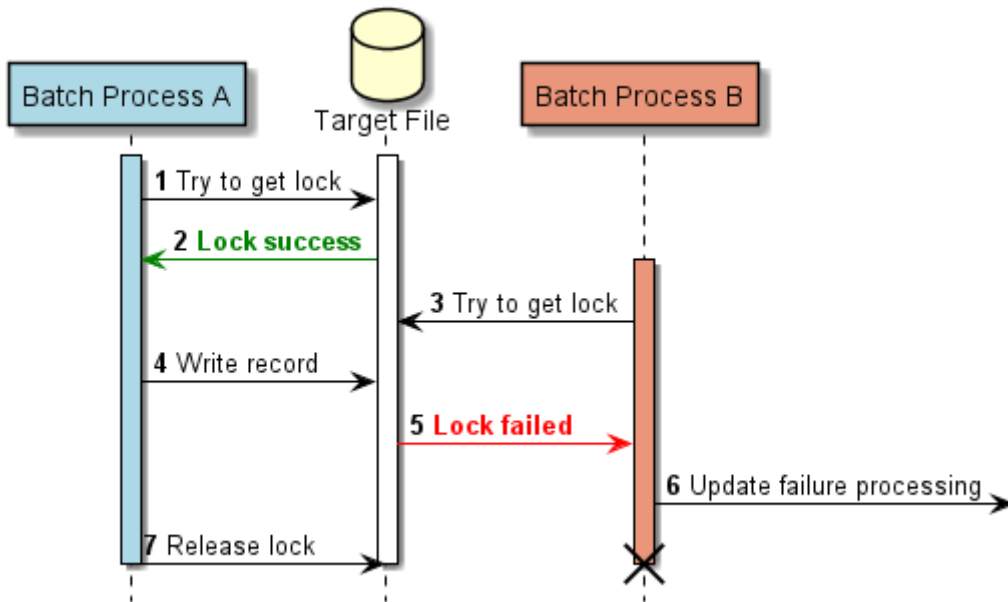 Batch Process A
Target File
Batch Process B
1 Try to get lock
2 Lock success
3 Try to get lock
4 Write record
5 Lock failed
6 Update failure processing
7 Release lock